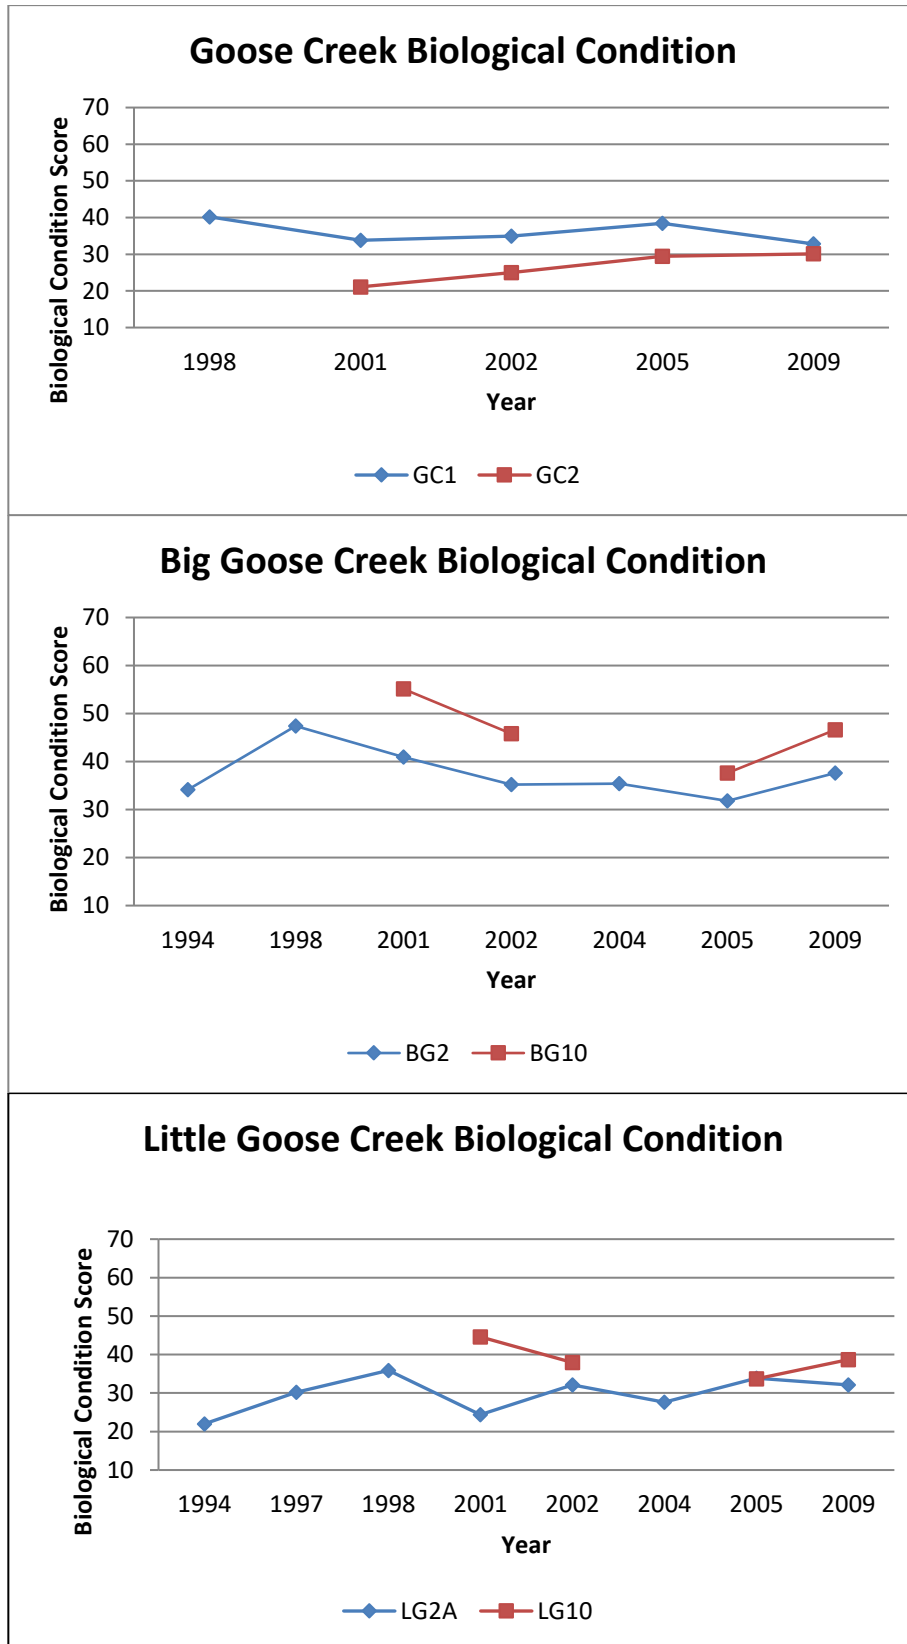 Goose Creek Biological Condition
Biological Condition Score
70
60
50
40
30
20
10
1998 2001 2002 2005 2009
Year
GC1 GC2
Big Goose Creek Biological Condition
Biological Condition Score
70
60
50
40
30
20
10
1994 1998 2001 2002 2004 2005 2009
Year
BG2 BG10
Little Goose Creek Biological Condition
Biological Condition Score
70
60
50
40
30
20
10
1994 1997 1998 2001 2002 2004 2005 2009
Year
LG2A LG10